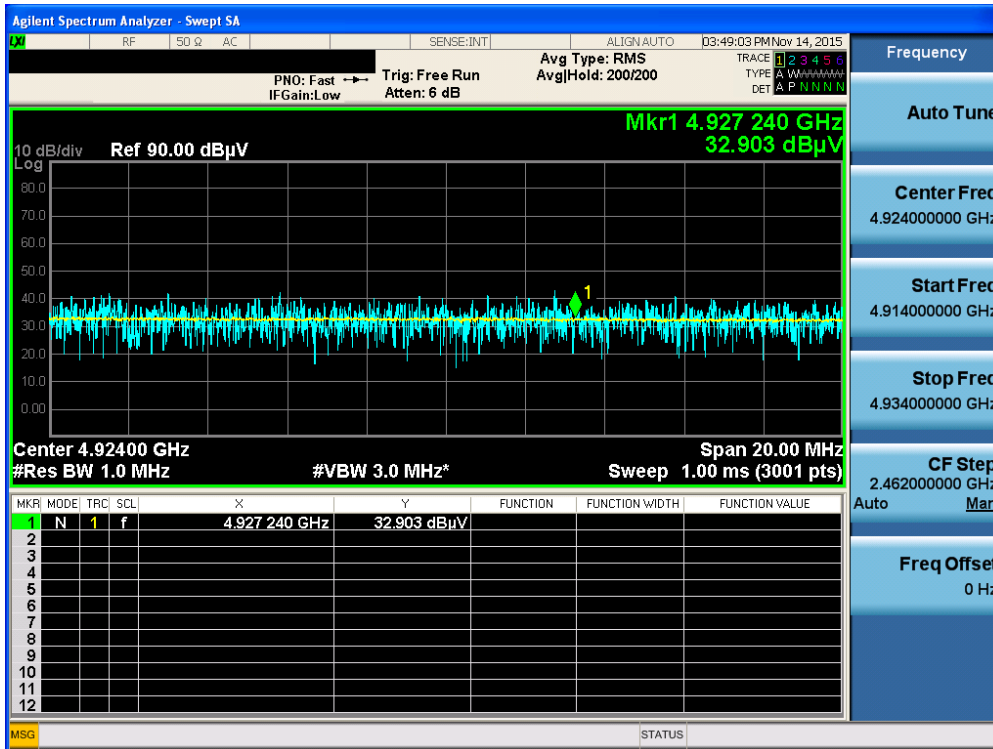 Agilent Spectrum Analyzer - Swept SA
LXI RF 50 Ω AC SENSE:INT ALIGN AUTO 03:49:03 PM Nov 14, 2015
PNO: Fast
IFGain:Low
Trig: Free Run
Atten: 6 dB
Avg Type: RMS
Avg|Hold: 200/200
TRACE 1 2 3 4 5 6
TYPE A WWWWW
DET A P N N N N
Mkr1 4.927 240 GHz
32.903 dBµV
10 dB/div Ref 90.00 dBµV
Log
80.0
70.0
60.0
50.0
40.0
30.0
20.0
10.0
0.00
1
Center 4.92400 GHz Span 20.00 MHz
#Res BW 1.0 MHz #VBW 3.0 MHz* Sweep 1.00 ms (3001 pts)
MKR MODE TRC SCL X Y FUNCTION FUNCTION WIDTH FUNCTION VALUE
1 N 1 f 4.927 240 GHz 32.903 dBµV
2
3
4
5
6
7
8
9
10
11
12
MSG STATUS
Frequency
Auto Tune
Center Freq
4.924000000 GHz
Start Freq
4.914000000 GHz
Stop Freq
4.934000000 GHz
CF Step
2.462000000 GHz
Auto Man
Freq Offset
0 Hz